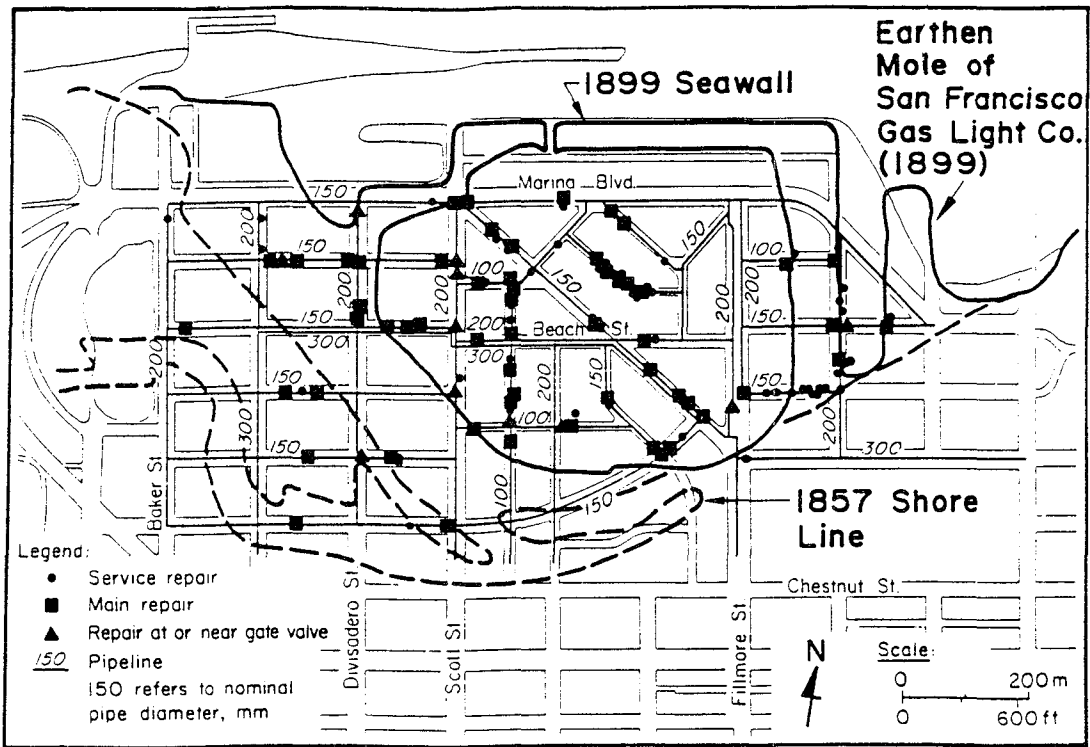 Earthen
Mole of
San Francisco
Gas Light Co.
(1899)
1899 Seawall
Marina Blvd.
150
200
150
200
150
300
200
150
300
150
200
100
200
300
150
150
Beach St.
200
150
100
100
150
200
100
200
150
150
200
300
1857 Shore
Line
Chestnut St.
Baker St
Divisadero St
Scott St
Fillmore St
Legend:
Service repair
Main repair
Repair at or near gate valve
150 Pipeline
150 refers to nominal
pipe diameter, mm
N
Scale:
0 200m
0 600ft